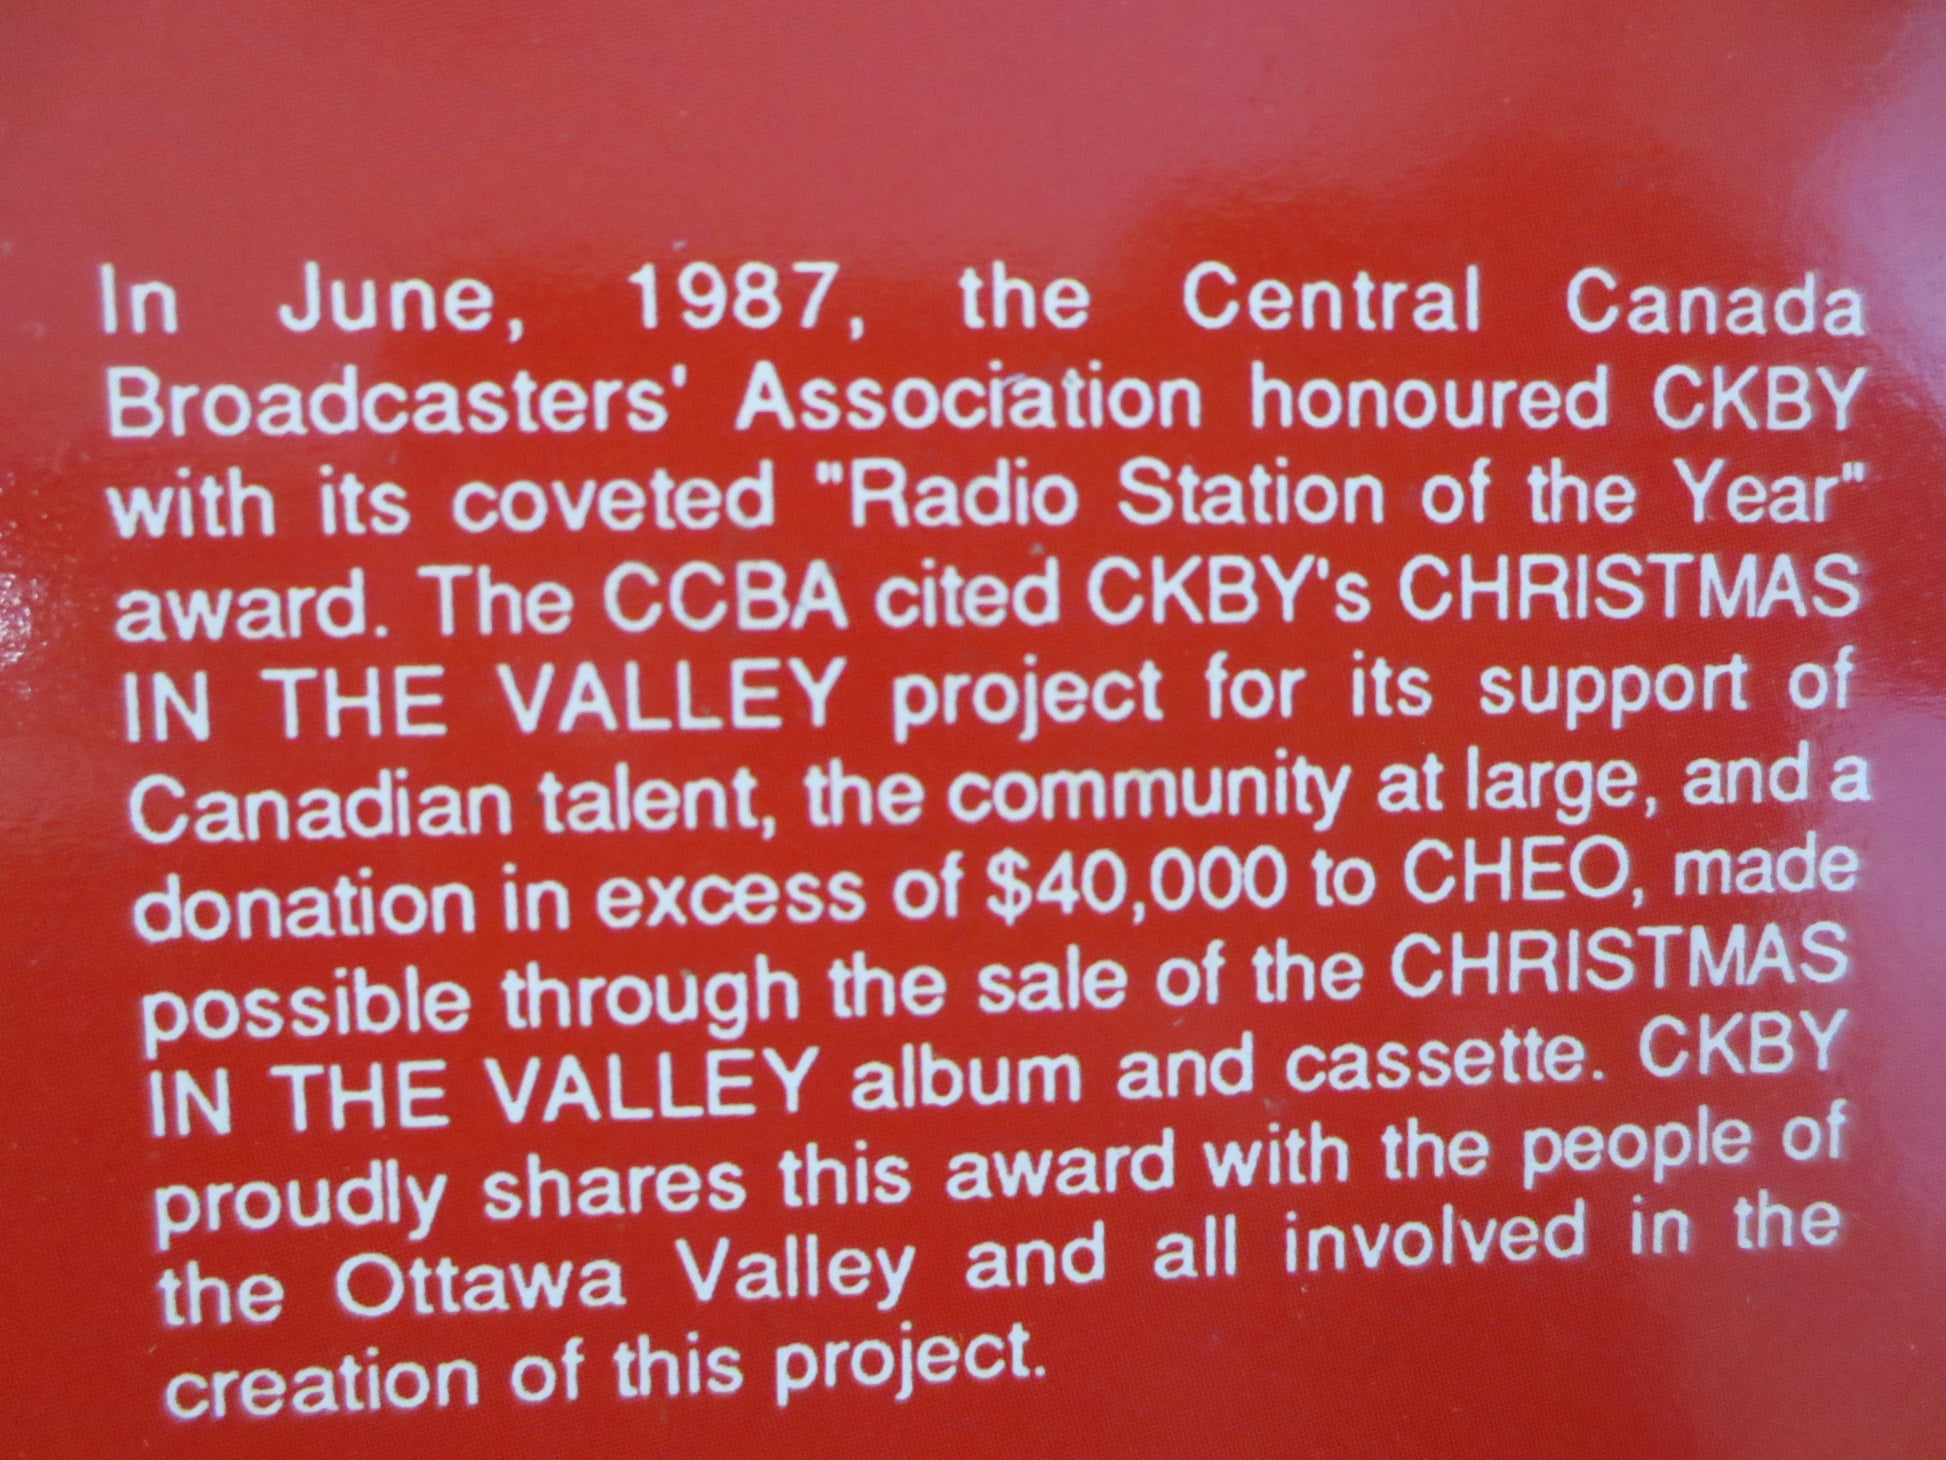 In June, 1987, the Central Canada
Broadcasters' Association honoured CKBY
with its coveted "Radio Station of the Year"
award. The CCBA cited CKBY's CHRISTMAS
IN THE VALLEY project for its support of
Canadian talent, the community at large, and a
donation in excess of $40,000 to CHEO, made
possible through the sale of the CHRISTMAS
IN THE VALLEY album and cassette. CKBY
proudly shares this award with the people of
the Ottawa Valley and all involved in the
creation of this project.